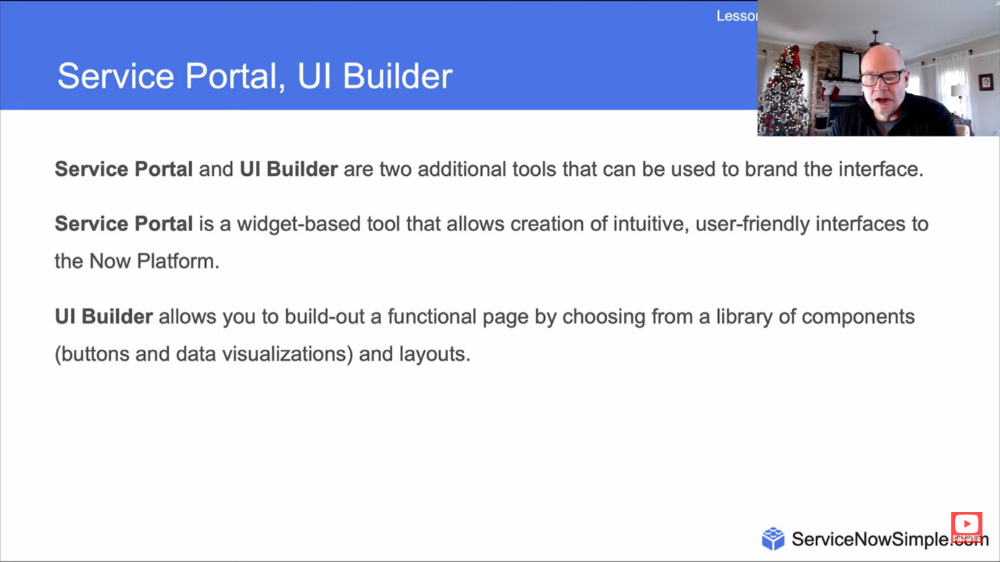 Lesson
Service Portal, UI Builder
Service Portal and UI Builder are two additional tools that can be used to brand the interface.
Service Portal is a widget-based tool that allows creation of intuitive, user-friendly interfaces to
the Now Platform.
UI Builder allows you to build-out a functional page by choosing from a library of components
(buttons and data visualizations) and layouts.
SUBSCRIBE
ServiceNowSimple.com